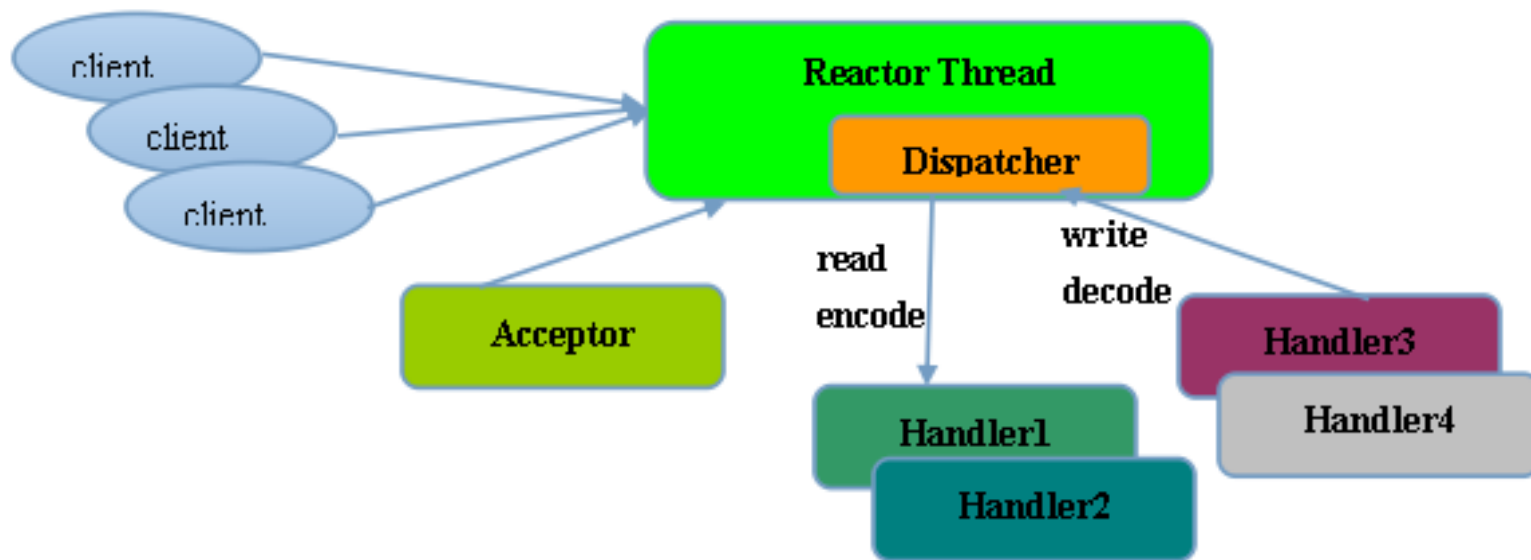 client
client
client
Reactor Thread
Dispatcher
read
encode
write
decode
Acceptor
Handler1
Handler2
Handler3
Handler4